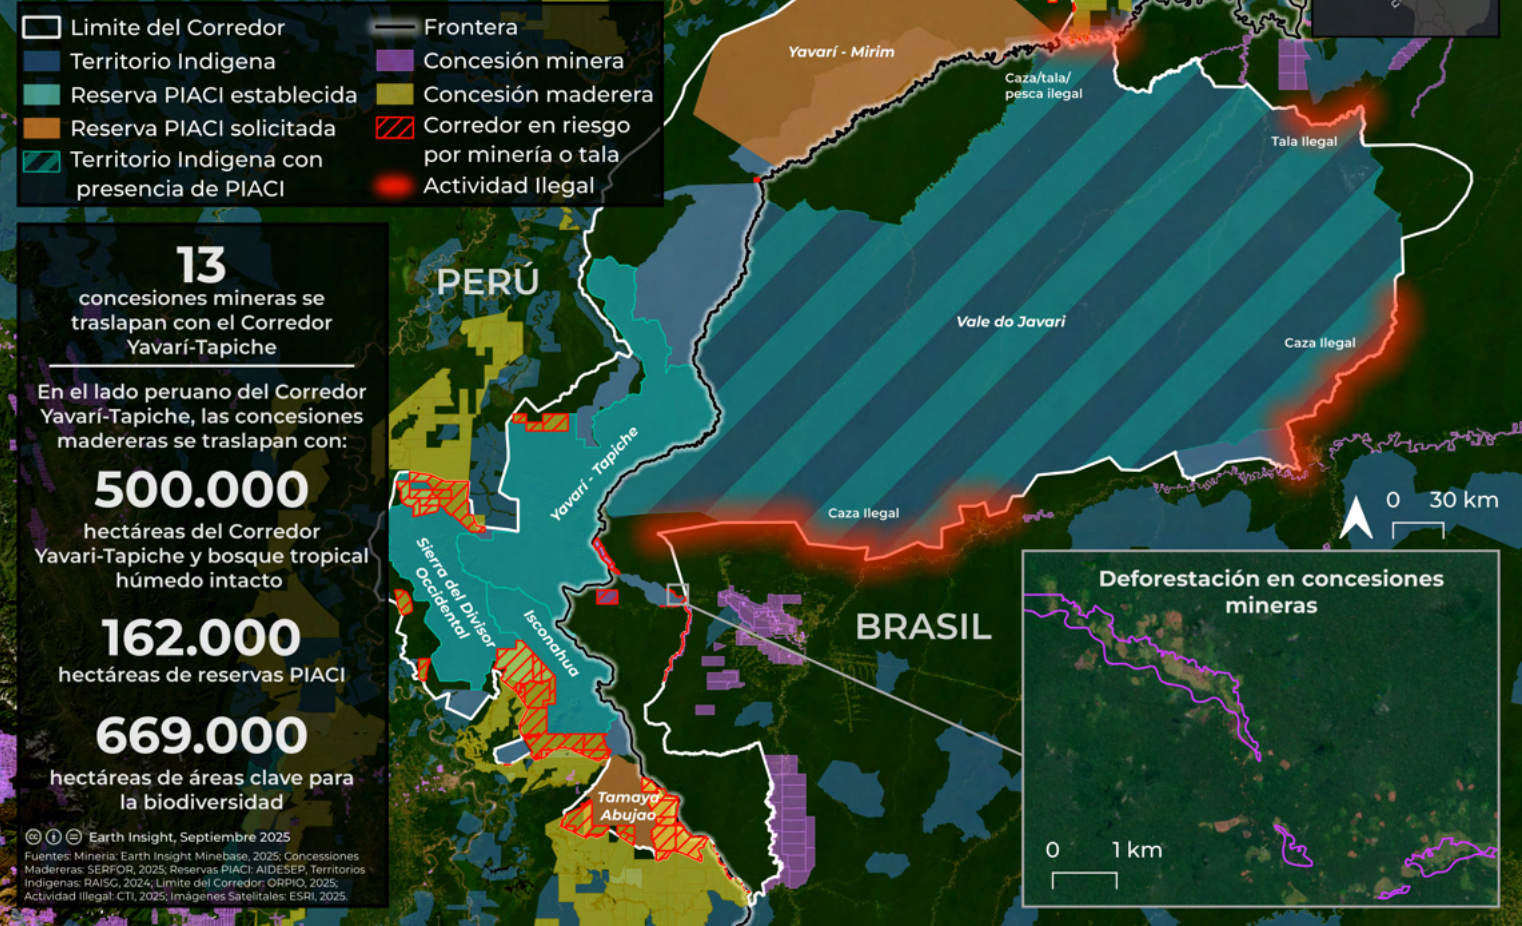 Limite del Corredor
Territorio Indigena
Reserva PIACI establecida
Reserva PIACI solicitada
Territorio Indigena con
presencia de PIACI
Frontera
Concesión minera
Concesión maderera
Corredor en riesgo
por minería o tala
Actividad Ilegal
13
concesiones mineras se
traslapan con el Corredor
Yavarí-Tapiche
En el lado peruano del Corredor
Yavarí-Tapiche, las concesiones
madereras se traslapan con:
500.000
hectáreas del Corredor
Yavari-Tapiche y bosque tropical
húmedo intacto
162.000
hectáreas de reservas PIACI
669.000
hectáreas de áreas clave para
la biodiversidad
Earth Insight, Septiembre 2025
Fuentes: Mineria: Earth Insight Minebase, 2025; Concessiones
Madereras: SERFOR, 2025; Reservas PIACI: AIDESEP, Territorios
Indigenas: RAISG, 2024; Limite del Corredor: ORPIO, 2025;
Actividad Illegal: CTI, 2025; Imágenes Satelitales: ESRI, 2025.
Yavarí - Mirim
Caza/tala/
pesca ilegal
Tala Ilegal
PERÚ
Vale do Javari
Caza Ilegal
Yavarí - Tapiche
Caza Ilegal
Sierra del Divisor
Occidental
Isconahua
BRASIL
Tamaya
Abujao
0 30 km
Deforestación en concesiones
mineras
0 1 km